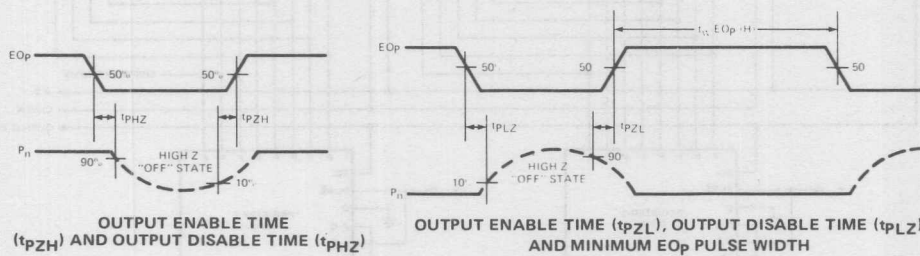 EOp
50%
50%
tPHZ
tPZH
Pn
90%
HIGH Z
"OFF" STATE
10%
OUTPUT ENABLE TIME
(tPZH) AND OUTPUT DISABLE TIME (tPHZ)
EOp
50
50
50
tPLZ
tPZL
Pn
10
HIGH Z
"OFF" STATE
90
OUTPUT ENABLE TIME (tPZL), OUTPUT DISABLE TIME (tPLZ)
AND MINIMUM EOp PULSE WIDTH